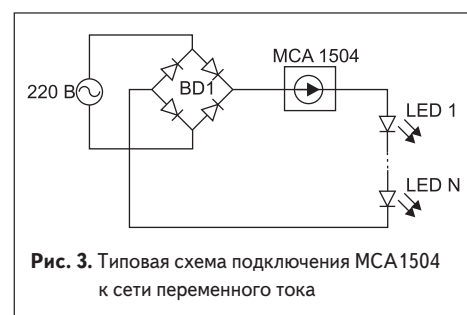 MCA 1504
220 В
BD1
LED 1
LED N
Рис. 3. Типовая схема подключения MCA1504
к сети переменного тока